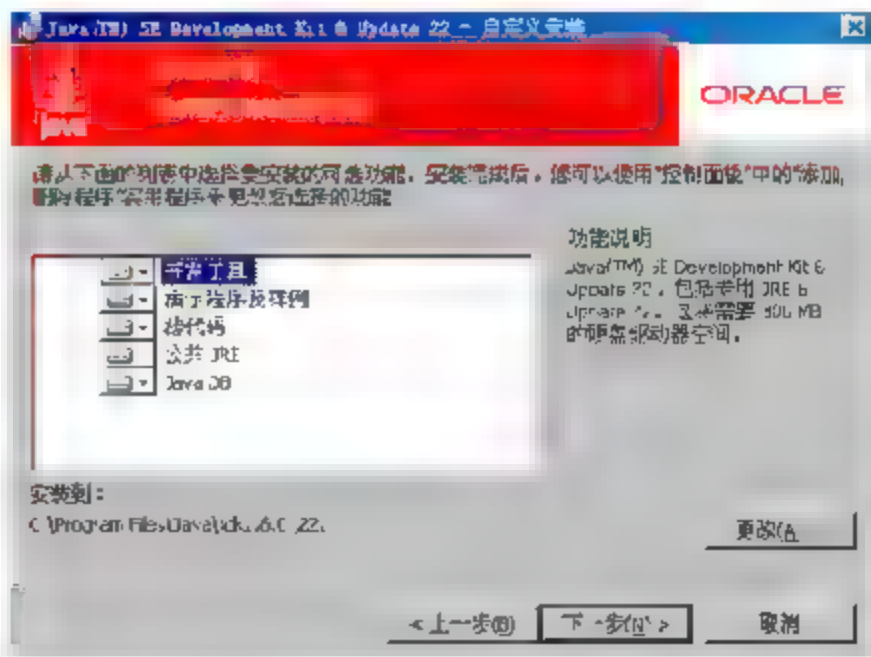 Java(TM) SE Development Kit 6 Update 22 - 自定义安装
ORACLE
请从下面的列表中选择要安装的可选功能。安装完成后，您可以使用“控制面板”中的“添加/
删除程序”实用程序来更改您选择的功能
功能说明
Java(TM) SE Development Kit 6
Update 22，包括专用 JRE 6
Update 22。
的硬盘驱动器空间。
开发工具
演示程序及样例
源代码
公共 JRE
Java DB
安装到：
C:\Program Files\Java\jdk1.6.0_22\
更改(A
< 上一步(B)
下一步(N) >
取消